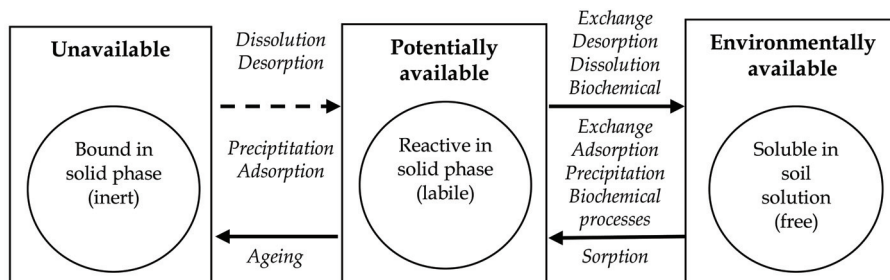 Unavailable
Bound in
solid phase
(inert)
Dissolution
Desorption
Preciptitation
Adsorption
Ageing
Potentially
available
Reactive in
solid phase
(labile)
Exchange
Desorption
Dissolution
Biochemical
Exchange
Adsorption
Precipitation
Biochemical
processes
Sorption
Environmentally
available
Soluble in
soil
solution
(free)